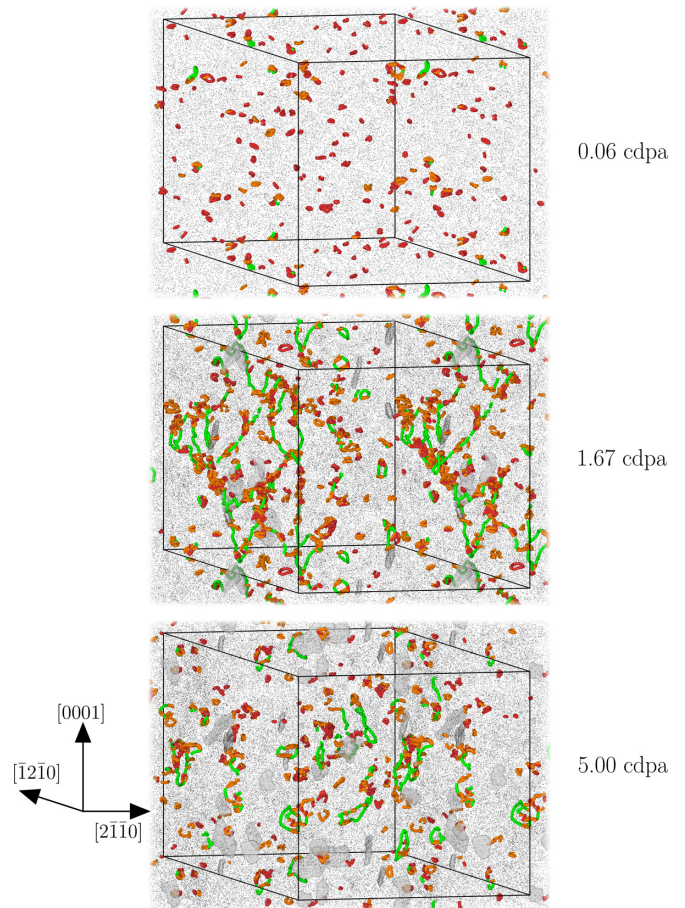 0.06 cdpa
1.67 cdpa
5.00 cdpa
[0001]
[1̄21̄0]
[21̄1̄0]